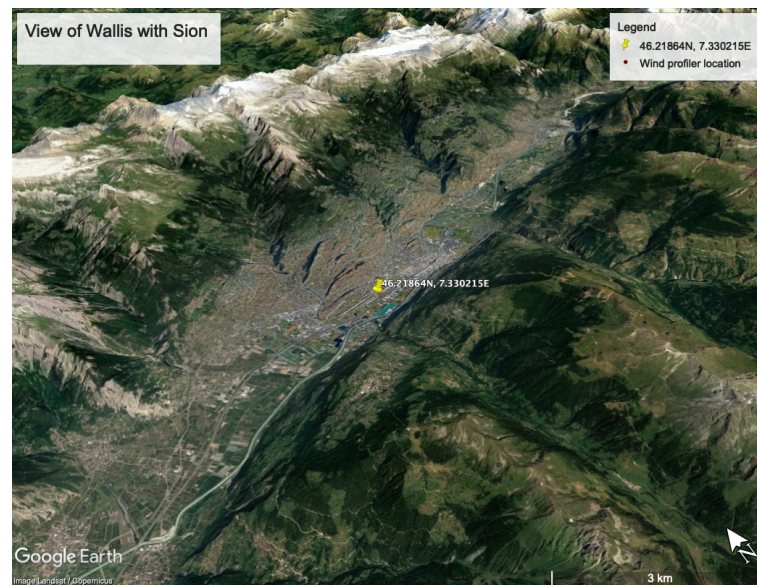 View of Wallis with Sion
Legend
46.21864N, 7.330215E
Wind profiler location
46.21864N, 7.330215E
Google Earth
Image Landsat / Copernicus
3 km
N